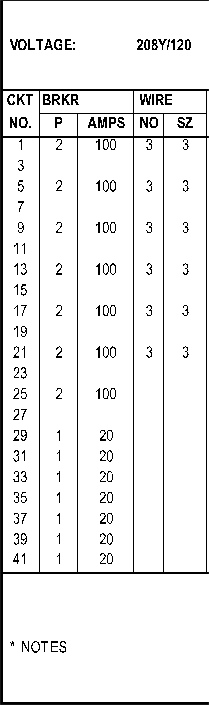 VOLTAGE: 208Y/120
CKT BRKR WIRE
NO. P AMPS NO SZ
1 2 100 3 3
3
5 2 100 3 3
7
9 2 100 3 3
11
13 2 100 3 3
15
17 2 100 3 3
19
21 2 100 3 3
23
25 2 100
27
29 1 20
31 1 20
33 1 20
35 1 20
37 1 20
39 1 20
41 1 20
* NOTES